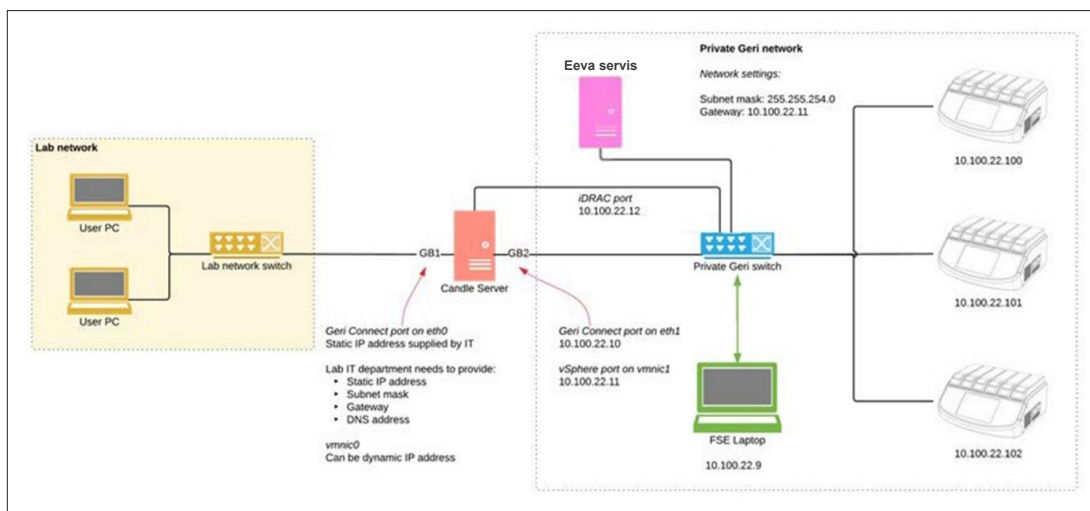 Eeva servis
Private Geri network
Network settings:
Subnet mask: 255.255.254.0
Gateway: 10.100.22.11
Lab network
User PC
User PC
Lab network switch
GB1
Candle Server
GB2
iDRAC port
10.100.22.12
Private Geri switch
10.100.22.100
10.100.22.101
10.100.22.102
Geri Connect port on eth0
Static IP address supplied by IT
Lab IT department needs to provide:
• Static IP address
• Subnet mask
• Gateway
• DNS address
vmnic0
Can be dynamic IP address
Geri Connect port on eth1
10.100.22.10
vSphere port on vmnic1
10.100.22.11
FSE Laptop
10.100.22.9